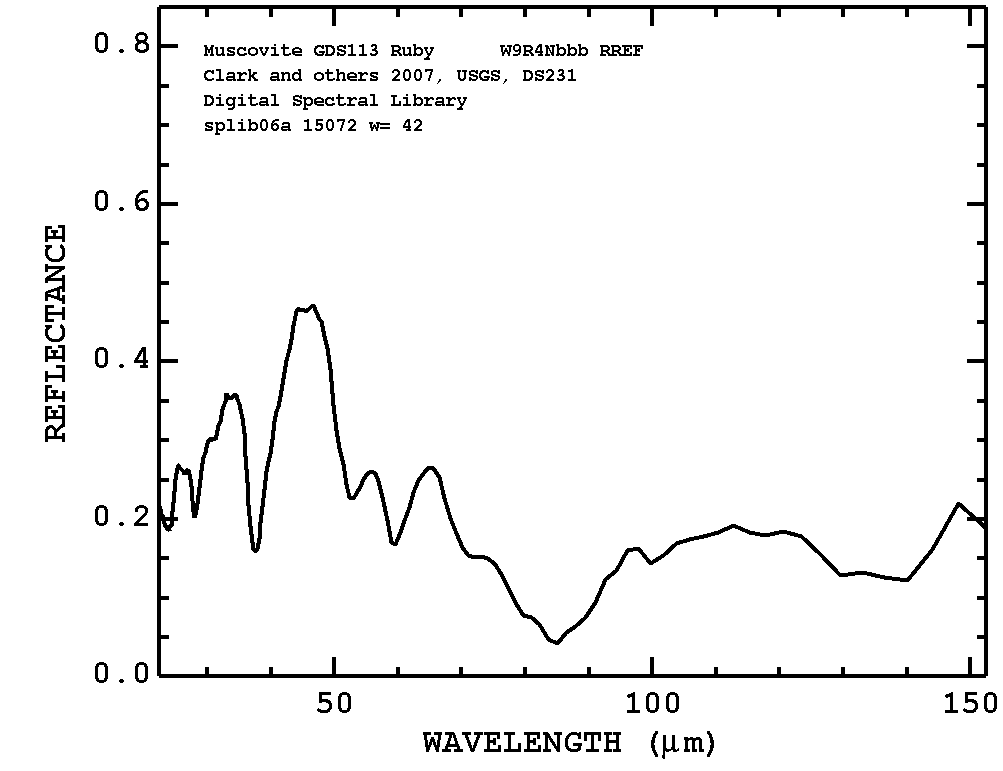 Muscovite GDS113 Ruby W9R4Nbbb RREF
Clark and others 2007, USGS, DS231
Digital Spectral Library
splib06a 15072 w= 42
0.8
0.6
0.4
0.2
0.0
REFLECTANCE
50 100 150
WAVELENGTH (μm)